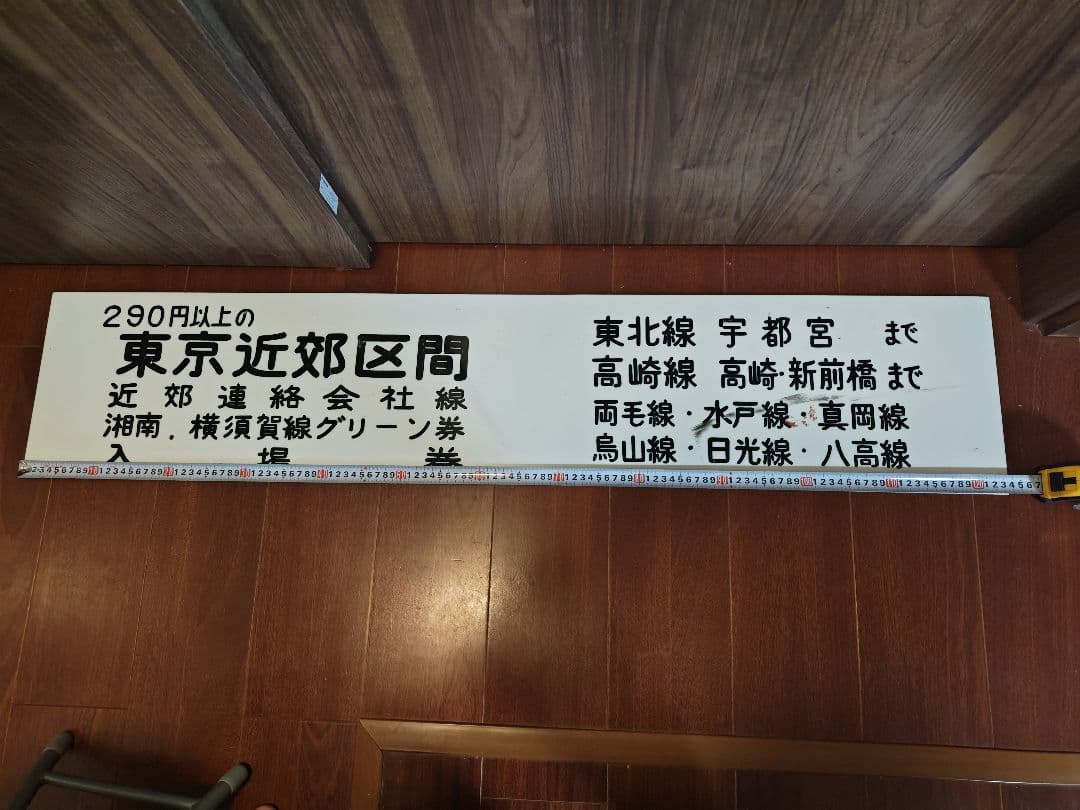 290円以上の
東京近郊区間
近郊連絡会社線
湘南.横須賀線グリーン券
入場券
東北線 宇都宮 まで
高崎線 高崎・新前橋まで
両毛線・水戸線・真岡線
烏山線・日光線・八高線